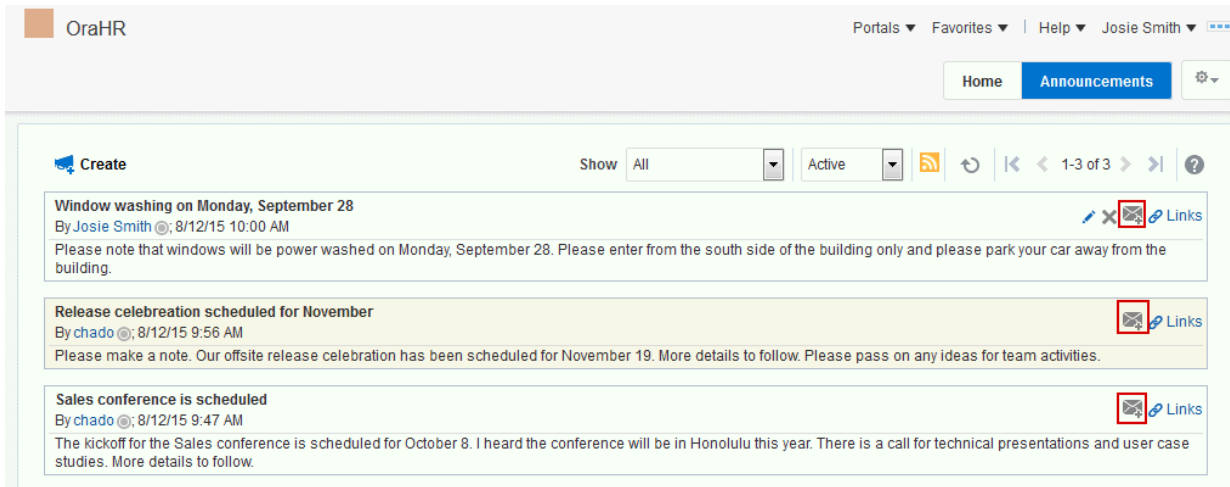 OraHR
Portals Favorites Help Josie Smith
Home Announcements
Create Show All Active 1-3 of 3
Window washing on Monday, September 28
By Josie Smith; 8/12/15 10:00 AM
Links
Please note that windows will be power washed on Monday, September 28. Please enter from the south side of the building only and please park your car away from the
building.
Release celebreation scheduled for November
By chado; 8/12/15 9:56 AM
Links
Please make a note. Our offsite release celebration has been scheduled for November 19. More details to follow. Please pass on any ideas for team activities.
Sales conference is scheduled
By chado; 8/12/15 9:47 AM
Links
The kickoff for the Sales conference is scheduled for October 8. I heard the conference will be in Honolulu this year. There is a call for technical presentations and user case
studies. More details to follow.